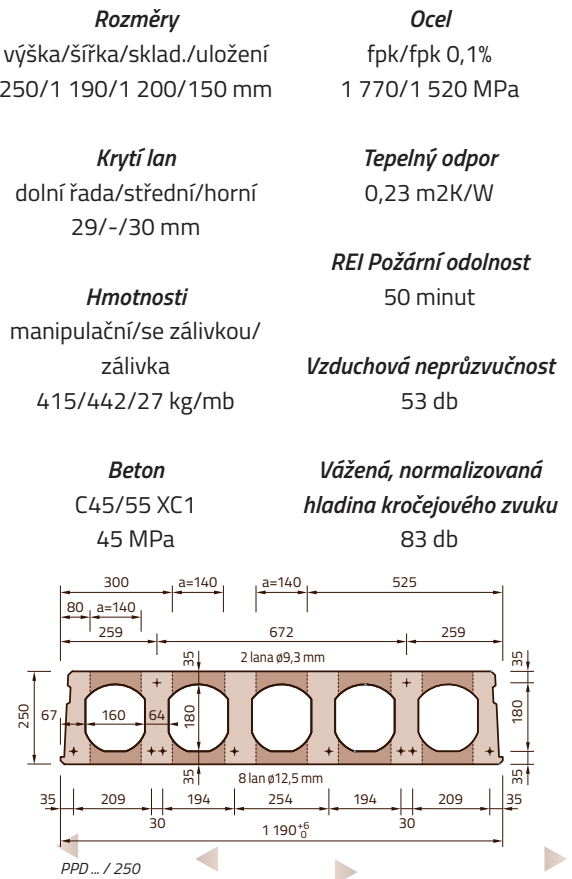 Rozměry
výška/šířka/sklad./uložení
250/1 190/1 200/150 mm
Krytí lan
dolní řada/střední/horní
29/-/30 mm
Hmotnosti
manipulační/se zálivkou/
zálivka
415/442/27 kg/mb
Beton
C45/55 XC1
45 MPa
Ocel
fpk/fpk 0,1%
1 770/1 520 MPa
Tepelný odpor
0,23 m2K/W
REI Požární odolnost
50 minut
Vzduchová neprůzvučnost
53 db
Vážená, normalizovaná
hladina kročejového zvuku
83 db
300 a=140 a=140 525
80 a=140
259 672 259
35 2 lana ø9,3 mm 35
250 67 160 64 180 180
35 8 lan ø12,5 mm 35
35 209 194 254 194 209 35
30 30
1 190 +6 0
PPD ... / 250